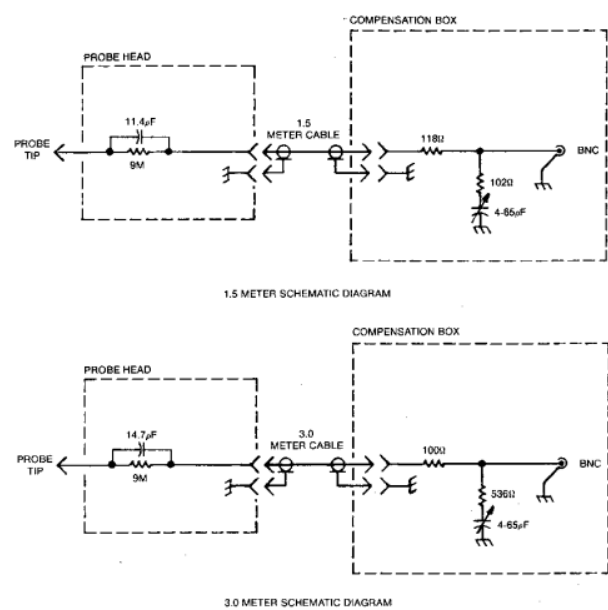 COMPENSATION BOX
PROBE HEAD
11.4pF
9M
PROBE
TIP
1.5
METER CABLE
118Ω
102Ω
4-65pF
BNC
1.5 METER SCHEMATIC DIAGRAM
COMPENSATION BOX
PROBE HEAD
14.7pF
9M
PROBE
TIP
3.0
METER CABLE
100Ω
536Ω
4-65pF
BNC
3.0 METER SCHEMATIC DIAGRAM